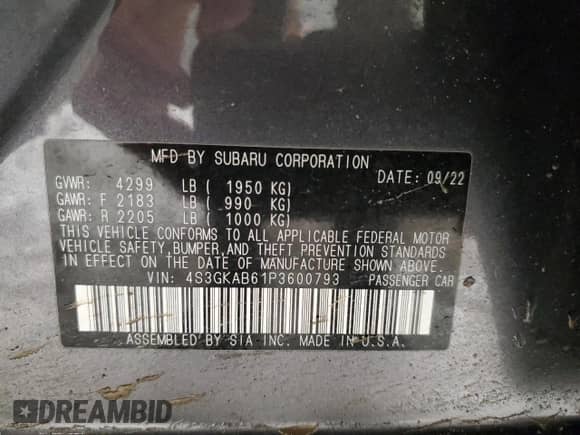 MFD BY SUBARU CORPORATION
DATE: 09/22
GVWR: 4299 LB ( 1950 KG)
GAWR: F 2183 LB ( 990 KG)
GAWR: R 2205 LB ( 1000 KG)
THIS VEHICLE CONFORMS TO ALL APPLICABLE FEDERAL MOTOR
VEHICLE SAFETY,BUMPER,AND THEFT PREVENTION STANDARDS
IN EFFECT ON THE DATE OF MANUFACTURE SHOWN ABOVE.
VIN: 4S3GKAB61P3600793 PASSENGER CAR
ASSEMBLED BY SIA INC. MADE IN U.S.A.
DREAMBID